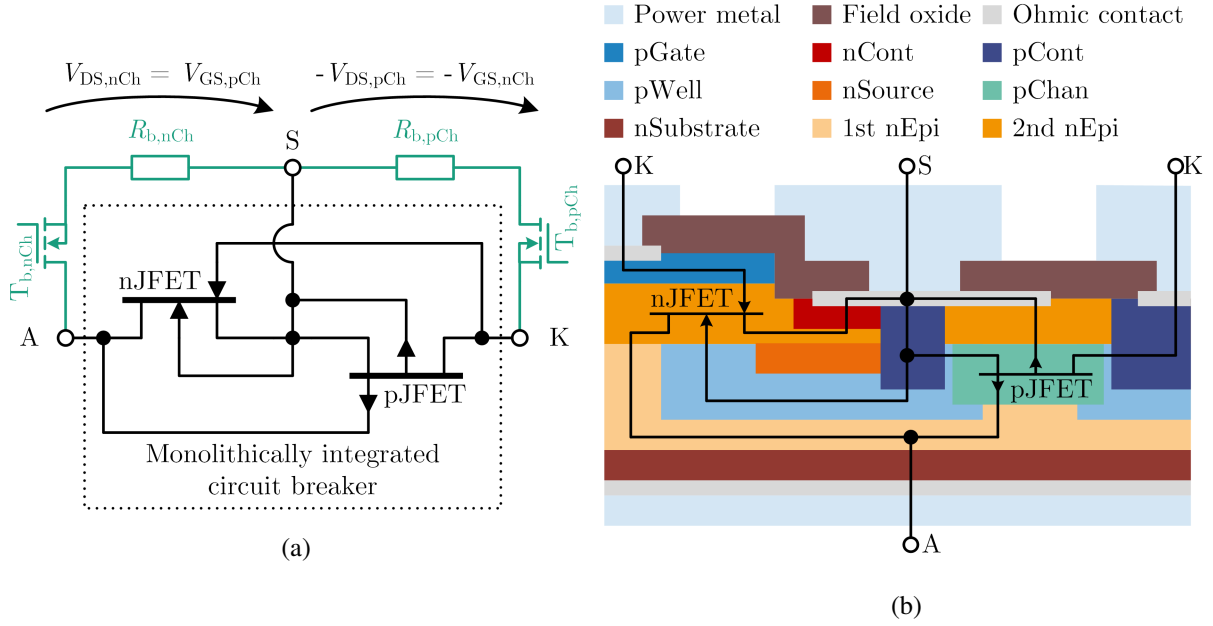 V_DS,nCh = V_GS,pCh
- V_DS,pCh = - V_GS,nCh
R_b,nCh
S
R_b,pCh
T_b,nCh
T_b,pCh
nJFET
A
K
pJFET
Monolithically integrated
circuit breaker
(a)
Power metal
Field oxide
Ohmic contact
pGate
nCont
pCont
pWell
nSource
pChan
nSubstrate
1st nEpi
2nd nEpi
K
S
K
nJFET
pJFET
A
(b)